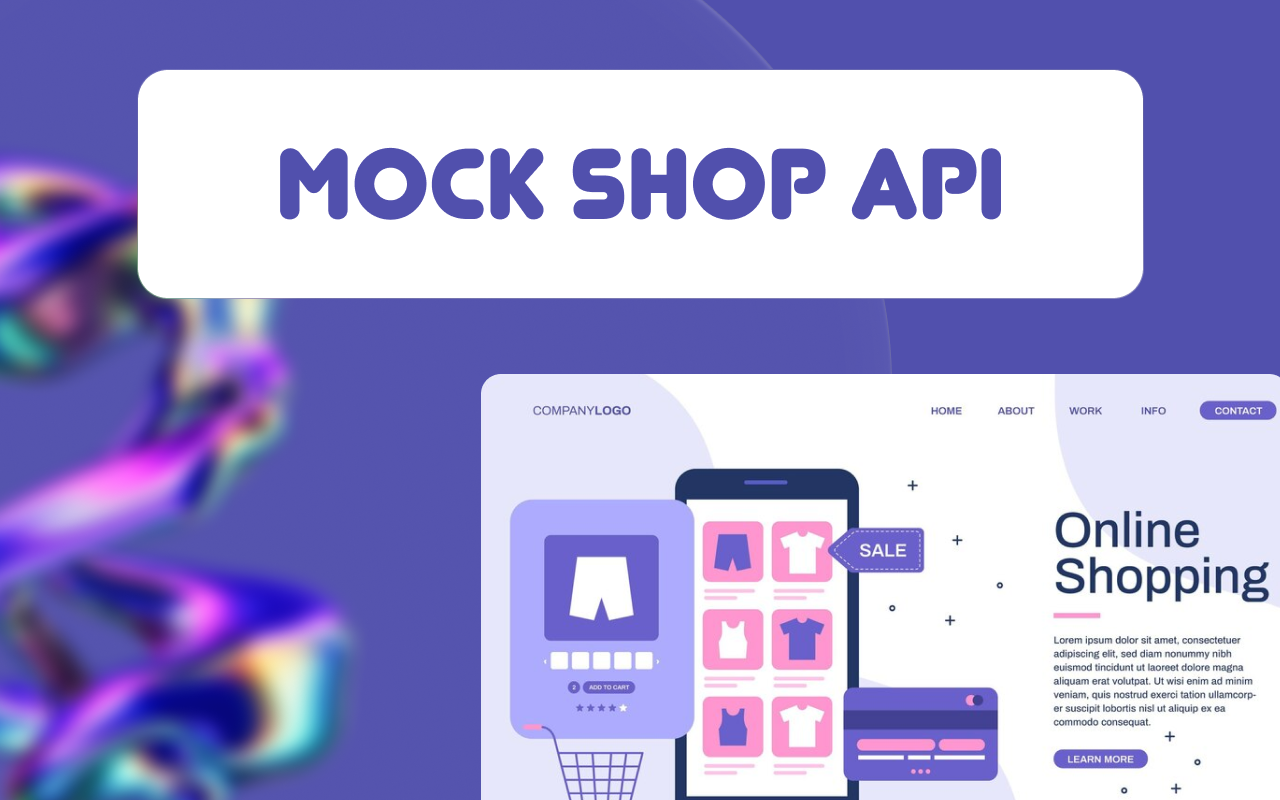 MOCK SHOP API
COMPANYLOGO
HOME ABOUT WORK INFO CONTACT
SALE
2 ADD TO CART
Online
Shopping
Lorem ipsum dolor sit amet, consectetuer
adipiscing elit, sed diam nonummy nibh
euismod tincidunt ut laoreet dolore magna
aliquam erat volutpat. Ut wisi enim ad minim
veniam, quis nostrud exerci tation ullamcorp-
er suscipit lobortis nisl ut aliquip ex ea
commodo consequat.
LEARN MORE